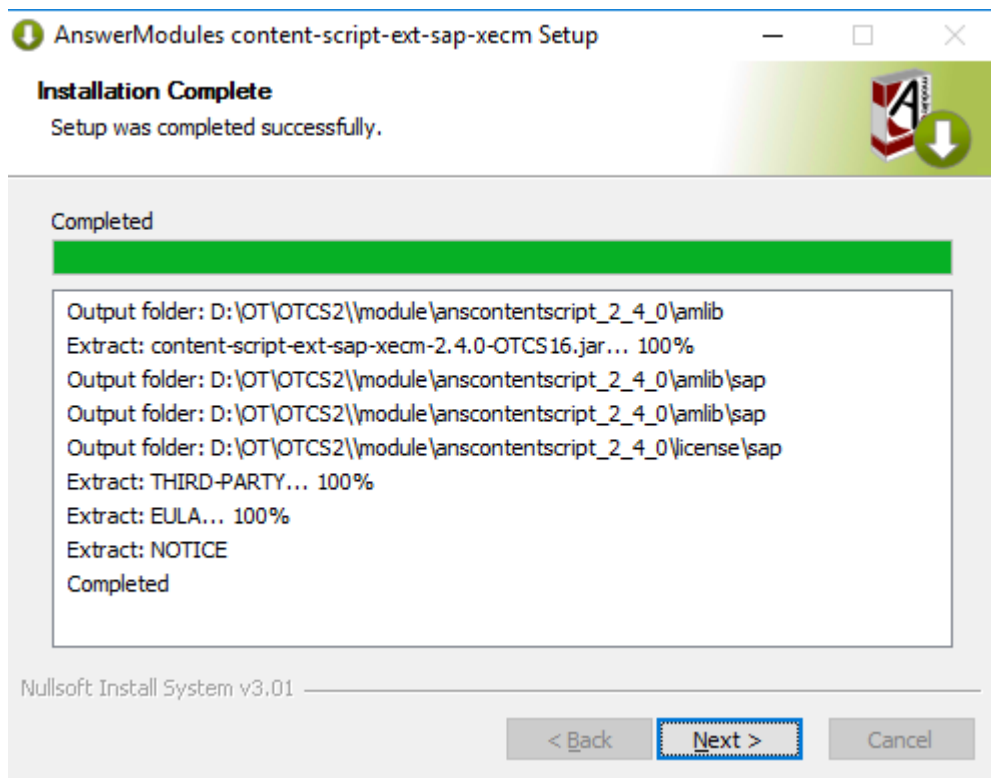 AnswerModules content-script-ext-sap-xecm Setup
Installation Complete
Setup was completed successfully.
Completed
Output folder: D:\OT\OTCS2\\module\anscontentscript_2_4_0\amlib
Extract: content-script-ext-sap-xecm-2.4.0-OTCS16.jar... 100%
Output folder: D:\OT\OTCS2\\module\anscontentscript_2_4_0\amlib\sap
Output folder: D:\OT\OTCS2\\module\anscontentscript_2_4_0\amlib\sap
Output folder: D:\OT\OTCS2\\module\anscontentscript_2_4_0\license\sap
Extract: THIRD-PARTY... 100%
Extract: EULA... 100%
Extract: NOTICE
Completed
Nullsoft Install System v3.01
< Back
Next >
Cancel